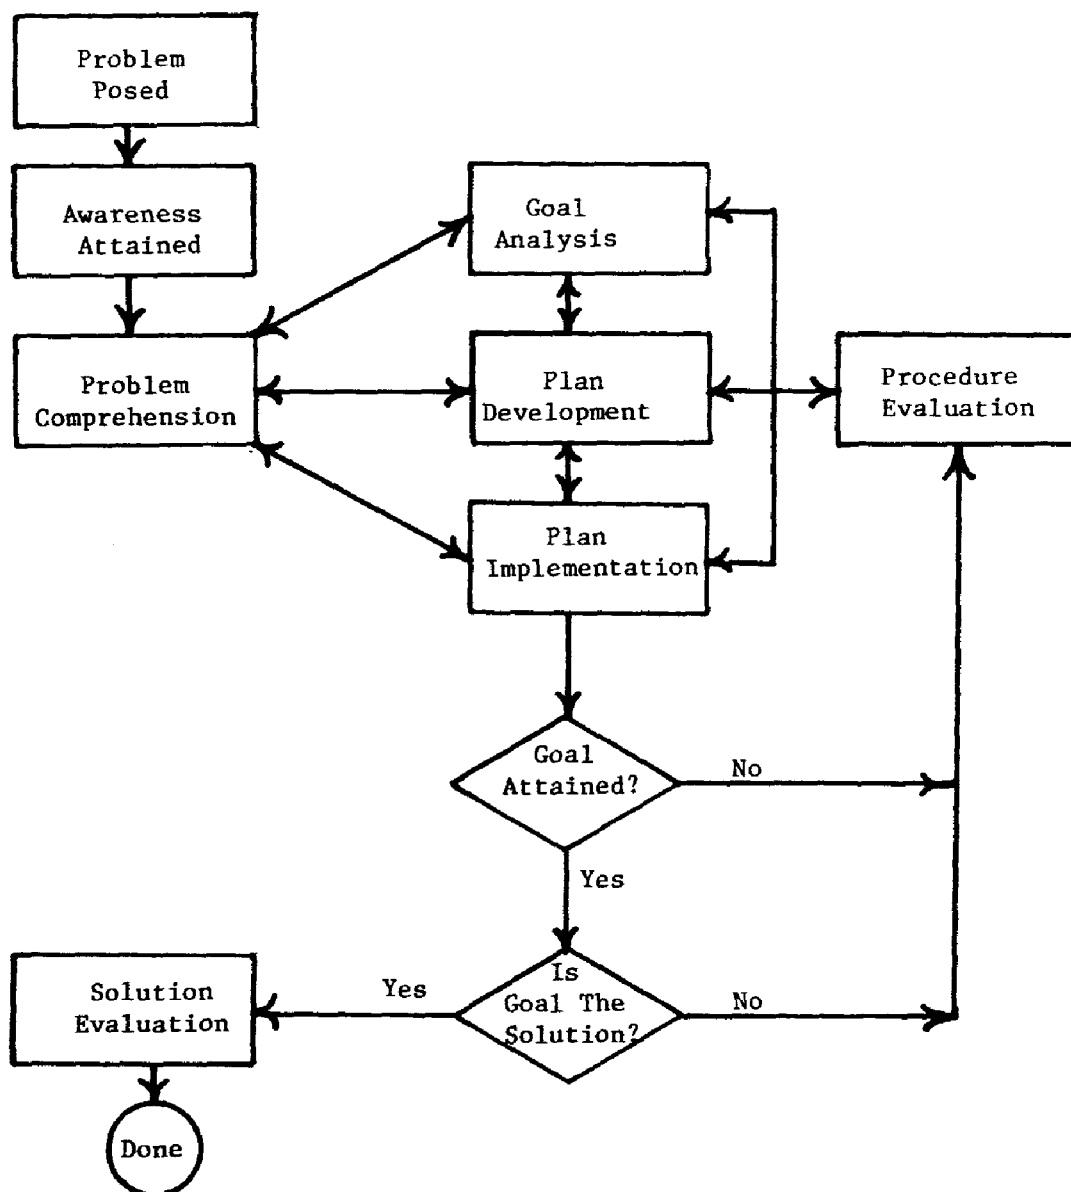 Problem
Posed
Awareness
Attained
Problem
Comprehension
Goal
Analysis
Plan
Development
Plan
Implementation
Procedure
Evaluation
Goal
Attained?
No
Yes
Is
Goal The
Solution?
No
Yes
Solution
Evaluation
Done